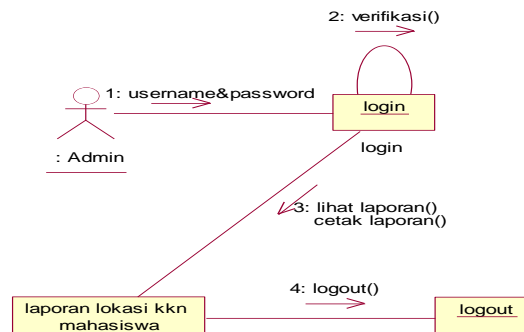 2: verifikasi()
1: username&password
login
: Admin
login
3: lihat laporan()
cetak laporan()
4: logout()
laporan lokasi kkn
mahasiswa
logout